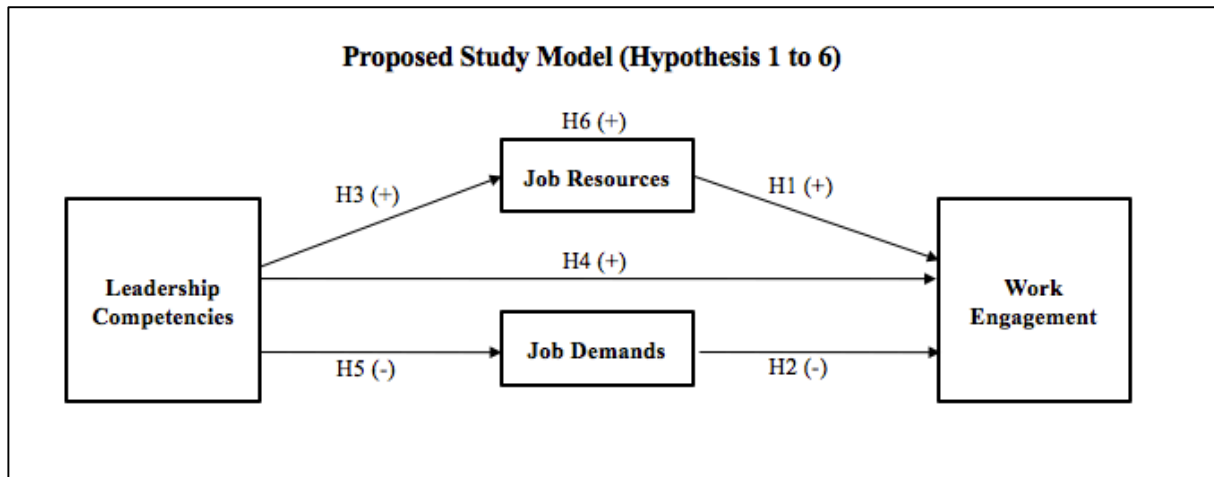 Proposed Study Model (Hypothesis 1 to 6)
H6 (+)
Job Resources
H3 (+)
H1 (+)
H4 (+)
Leadership
Competencies
Work
Engagement
Job Demands
H5 (-)
H2 (-)